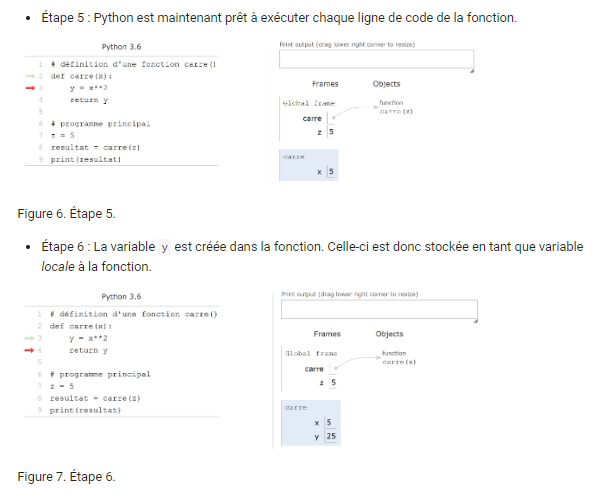 • Étape 5 : Python est maintenant prêt à exécuter chaque ligne de code de la fonction.
Python 3.6
1 # définition d'une fonction carre()
2 def carre(x):
3 y = x**2
4 return y
5
6 # programme principal
7 z = 5
8 resultat = carre(z)
9 print(resultat)
Print output (drag lower right corner to resize)
Frames Objects
Global frame
carre
z 5
function
carre(x)
carre
x 5
Figure 6. Étape 5.
• Étape 6 : La variable y est créée dans la fonction. Celle-ci est donc stockée en tant que variable
locale à la fonction.
Python 3.6
1 # définition d'une fonction carre()
2 def carre(x):
3 y = x**2
4 return y
5
6 # programme principal
7 z = 5
8 resultat = carre(z)
9 print(resultat)
Print output (drag lower right corner to resize)
Frames Objects
Global frame
carre
z 5
function
carre(x)
carre
x 5
y 25
Figure 7. Étape 6.